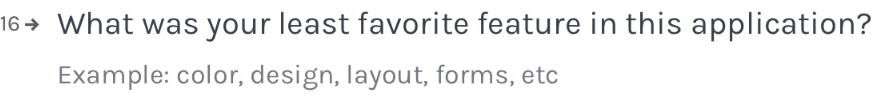 16→ What was your least favorite feature in this application?
Example: color, design, layout, forms, etc